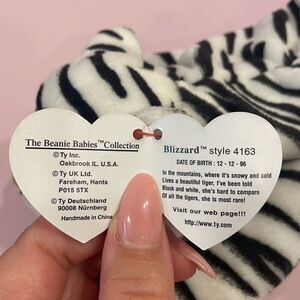 The Beanie Babies™Collection
© Ty Inc.
Oakbrook IL. U.S.A.
© Ty UK Ltd.
Fareham, Hants
P015 5TX
© Ty Deutschland
90008 Nürnberg
Handmade in China
Blizzard™ style 4163
DATE OF BIRTH : 12 - 12 - 96
In the mountains, where it's snowy and cold
Lives a beautiful tiger, I've been told
Black and white, she's hard to compare
Of all the tigers, she is most rare!
Visit our web page!!!
http://www.ty.com